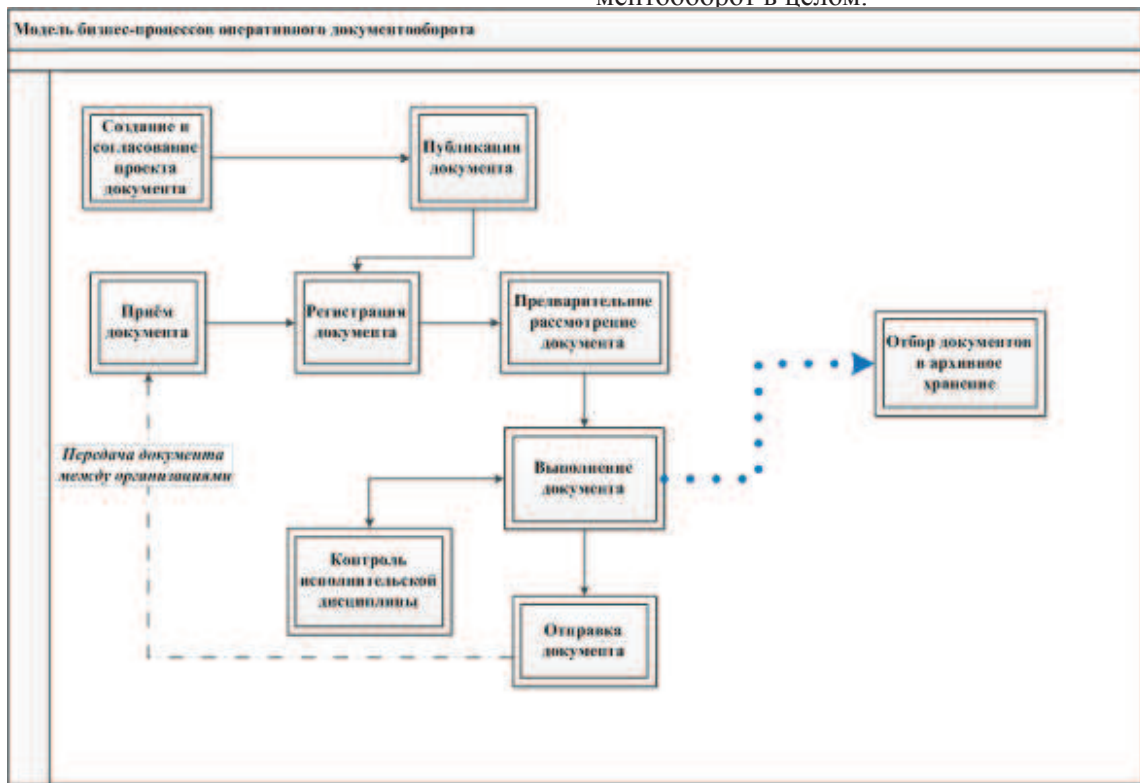 ментооборот в целом.
Модель бизнес-процессов оперативного документооборота
Создание и
согласование
проекта
документа
Публикация
документа
Приём
документа
Регистрация
документа
Предварительное
рассмотрение
документа
Отбор документов
в архивное
хранение
Передача документа
между организациями
Выполнение
документа
Контроль
исполнительской
дисциплины
Отправка
документа